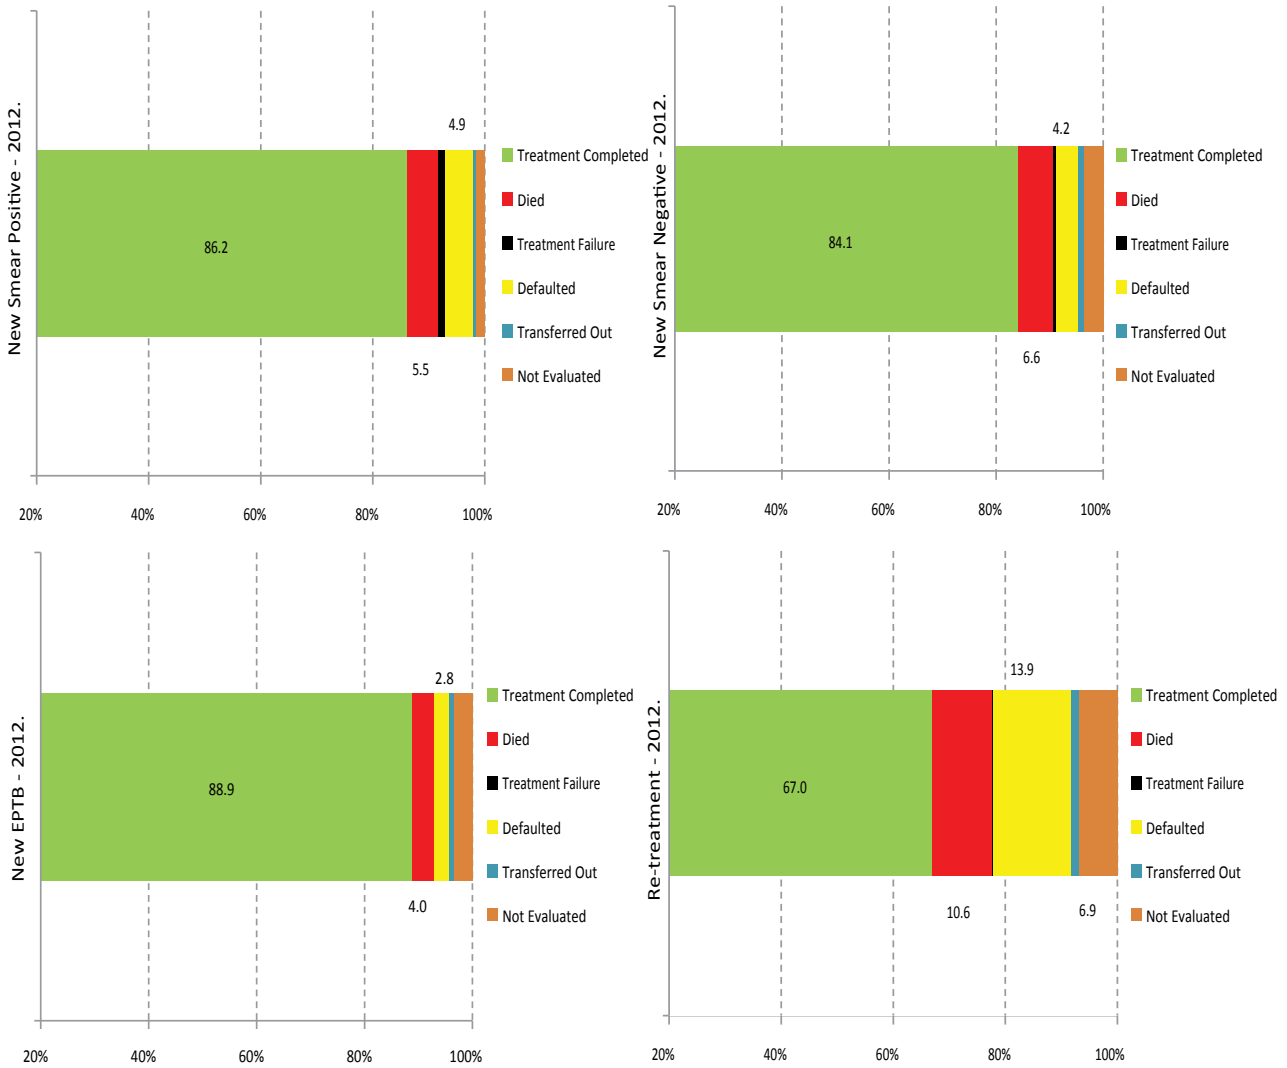 New Smear Positive - 2012.
4.9
86.2
5.5
Treatment Completed
Died
Treatment Failure
Defaulted
Transferred Out
Not Evaluated
20% 40% 60% 80% 100%
New Smear Negative - 2012.
4.2
84.1
6.6
Treatment Completed
Died
Treatment Failure
Defaulted
Transferred Out
Not Evaluated
20% 40% 60% 80% 100%
New EPTB - 2012.
2.8
88.9
4.0
Treatment Completed
Died
Treatment Failure
Defaulted
Transferred Out
Not Evaluated
20% 40% 60% 80% 100%
Re-treatment - 2012.
13.9
67.0
10.6
6.9
Treatment Completed
Died
Treatment Failure
Defaulted
Transferred Out
Not Evaluated
20% 40% 60% 80% 100%